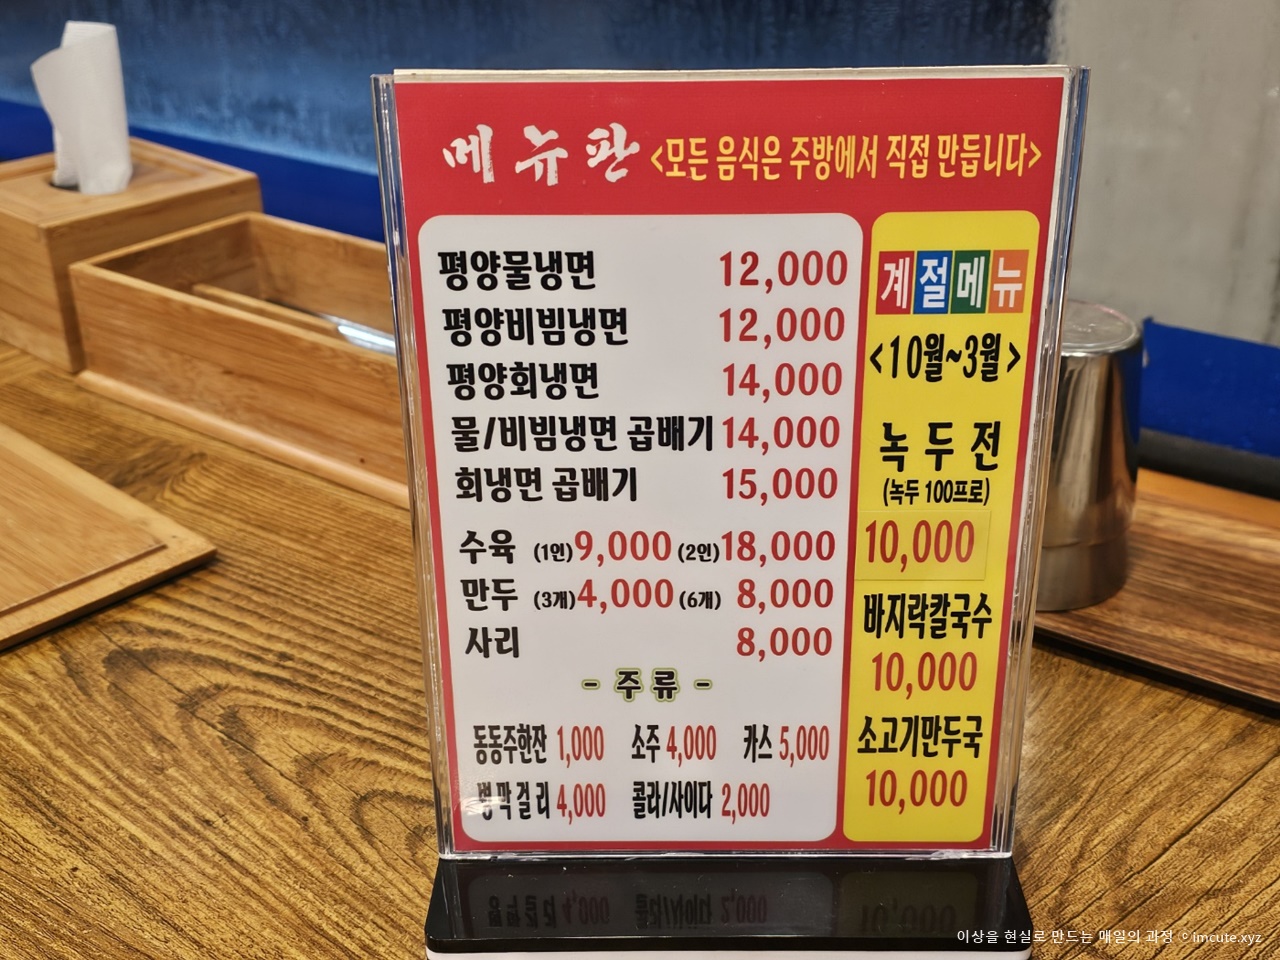 메뉴판 <모든 음식은 주방에서 직접 만듭니다>
평양물냉면 12,000
평양비빔냉면 12,000
평양회냉면 14,000
물/비빔냉면 곱배기 14,000
회냉면 곱배기 15,000
수육 (1인)9,000 (2인)18,000
만두 (3개)4,000 (6개) 8,000
사리 8,000
- 주류 -
동동주한잔 1,000 소주 4,000 카스 5,000
병막걸리 4,000 콜라/사이다 2,000
계절메뉴
<10월~3월>
녹두전
(녹두 100프로)
10,000
바지락칼국수
10,000
소고기만두국
10,000
이상을 현실로 만드는 매일의 과정 ©imcute.xyz